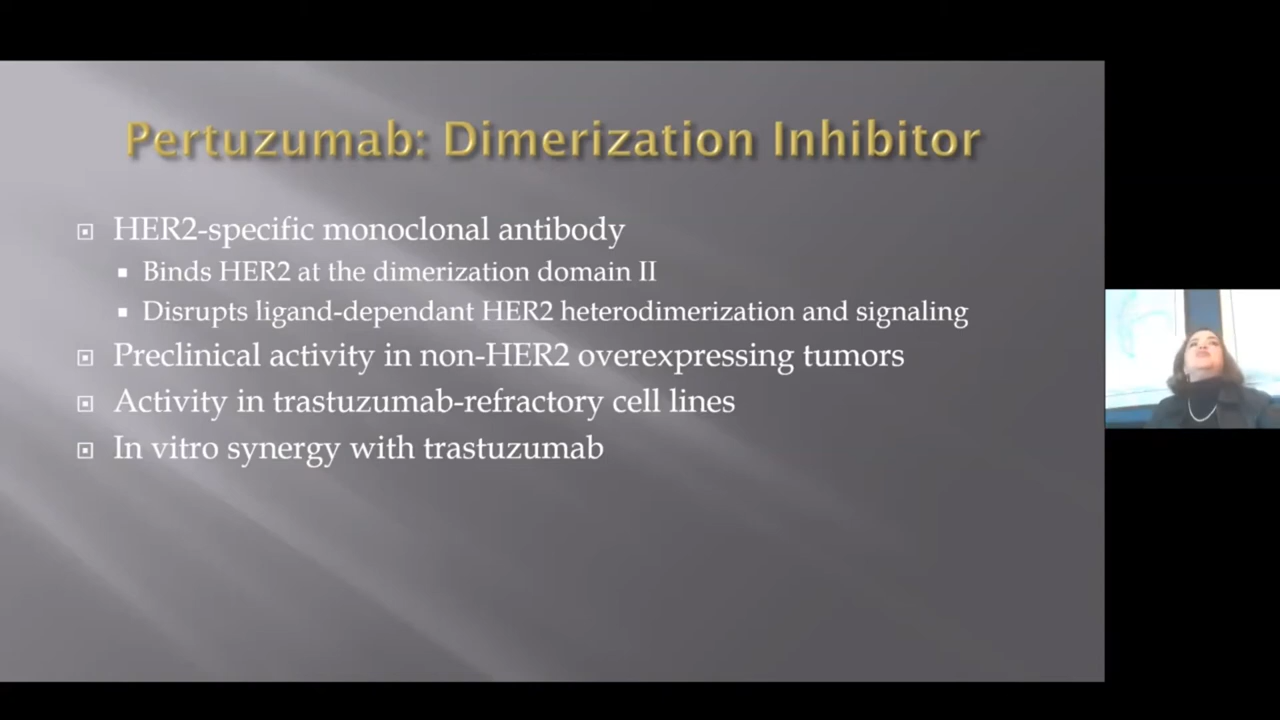 Pertuzumab: Dimerization Inhibitor
HER2-specific monoclonal antibody
Binds HER2 at the dimerization domain II
Disrupts ligand-dependant HER2 heterodimerization and signaling
Preclinical activity in non-HER2 overexpressing tumors
Activity in trastuzumab-refractory cell lines
In vitro synergy with trastuzumab